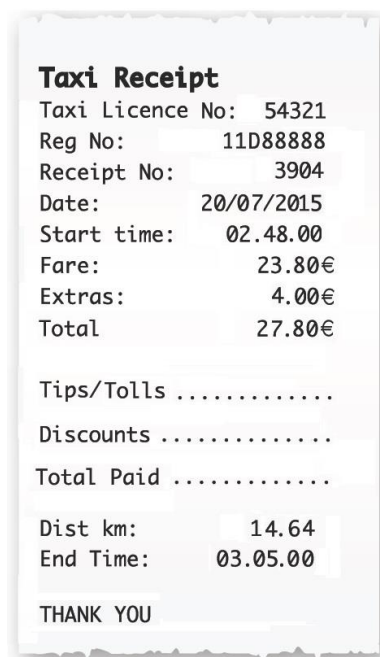 Taxi Receipt
Taxi Licence No: 54321
Reg No: 11D88888
Receipt No: 3904
Date: 20/07/2015
Start time: 02.48.00
Fare: 23.80€
Extras: 4.00€
Total 27.80€
Tips/Tolls .............
Discounts ..............
Total Paid .............
Dist km: 14.64
End Time: 03.05.00
THANK YOU